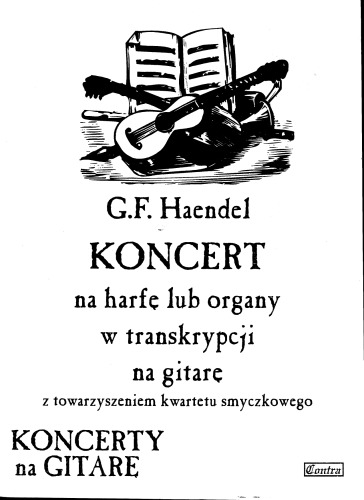 G.F. Haendel
KONCERT
na harfę lub organy
w transkrypcji
na gitarę
z towarzyszeniem kwartetu smyczkowego
KONCERTY
na GITARĘ
Contra